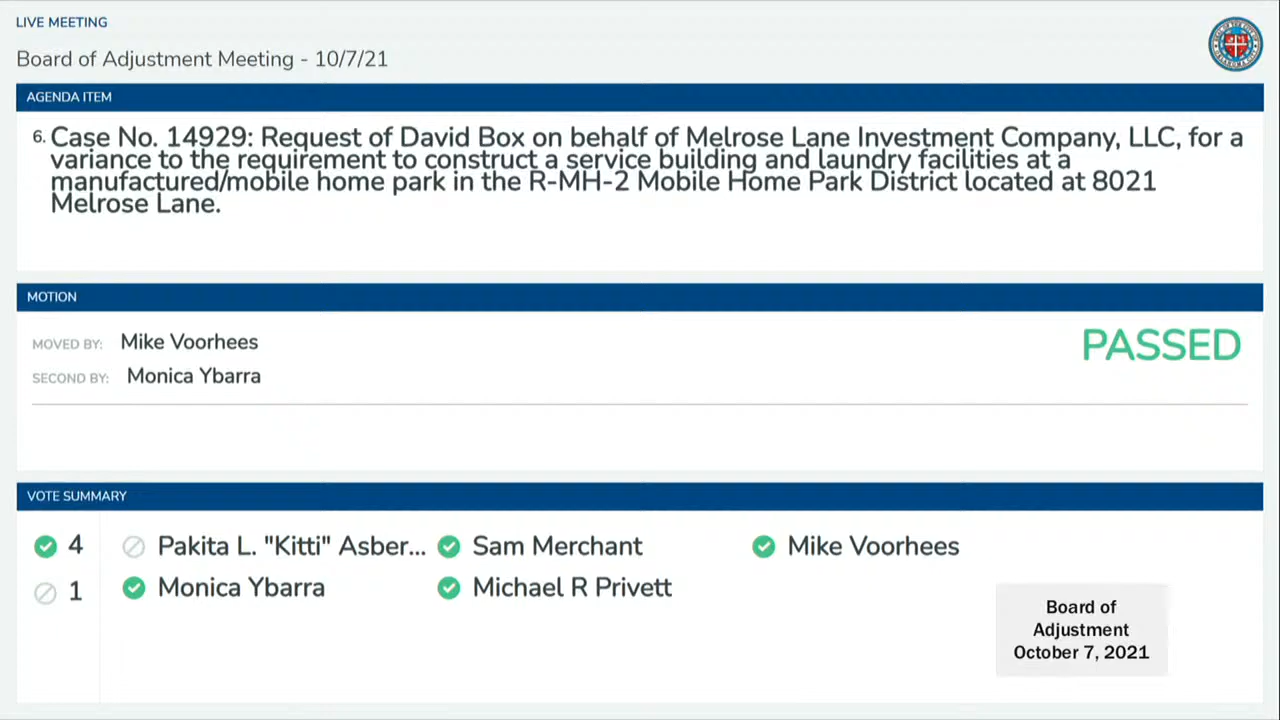 LIVE MEETING
Board of Adjustment Meeting - 10/7/21
AGENDA ITEM
6. Case No. 14929: Request of David Box on behalf of Melrose Lane Investment Company, LLC, for a
variance to the requirement to construct a service building and laundry facilities at a
manufactured/mobile home park in the R-MH-2 Mobile Home Park District located at 8021
Melrose Lane.
MOTION
MOVED BY: Mike Voorhees
PASSED
SECOND BY: Monica Ybarra
VOTE SUMMARY
4 Pakita L. "Kitti" Asber... Sam Merchant Mike Voorhees
1 Monica Ybarra Michael R Privett
Board of
Adjustment
October 7, 2021